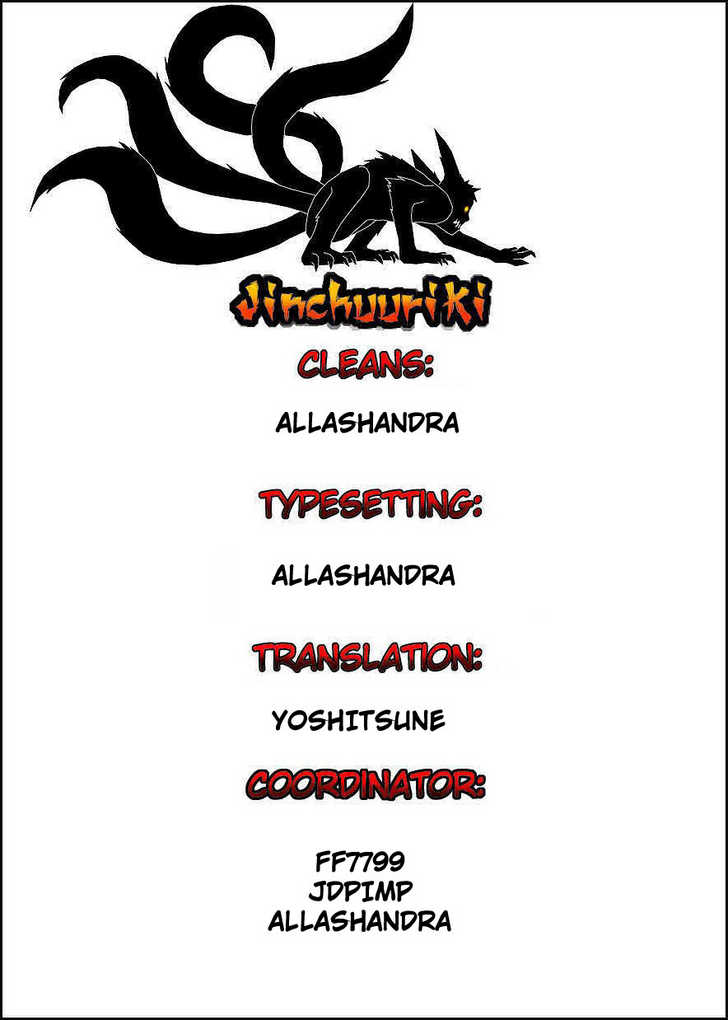 Jinchuuriki
CLEANS:
ALLASHANDRA
TYPESETTING:
ALLASHANDRA
TRANSLATION:
YOSHITSUNE
COORDINATOR:
FF7799
JDPIMP
ALLASHANDRA